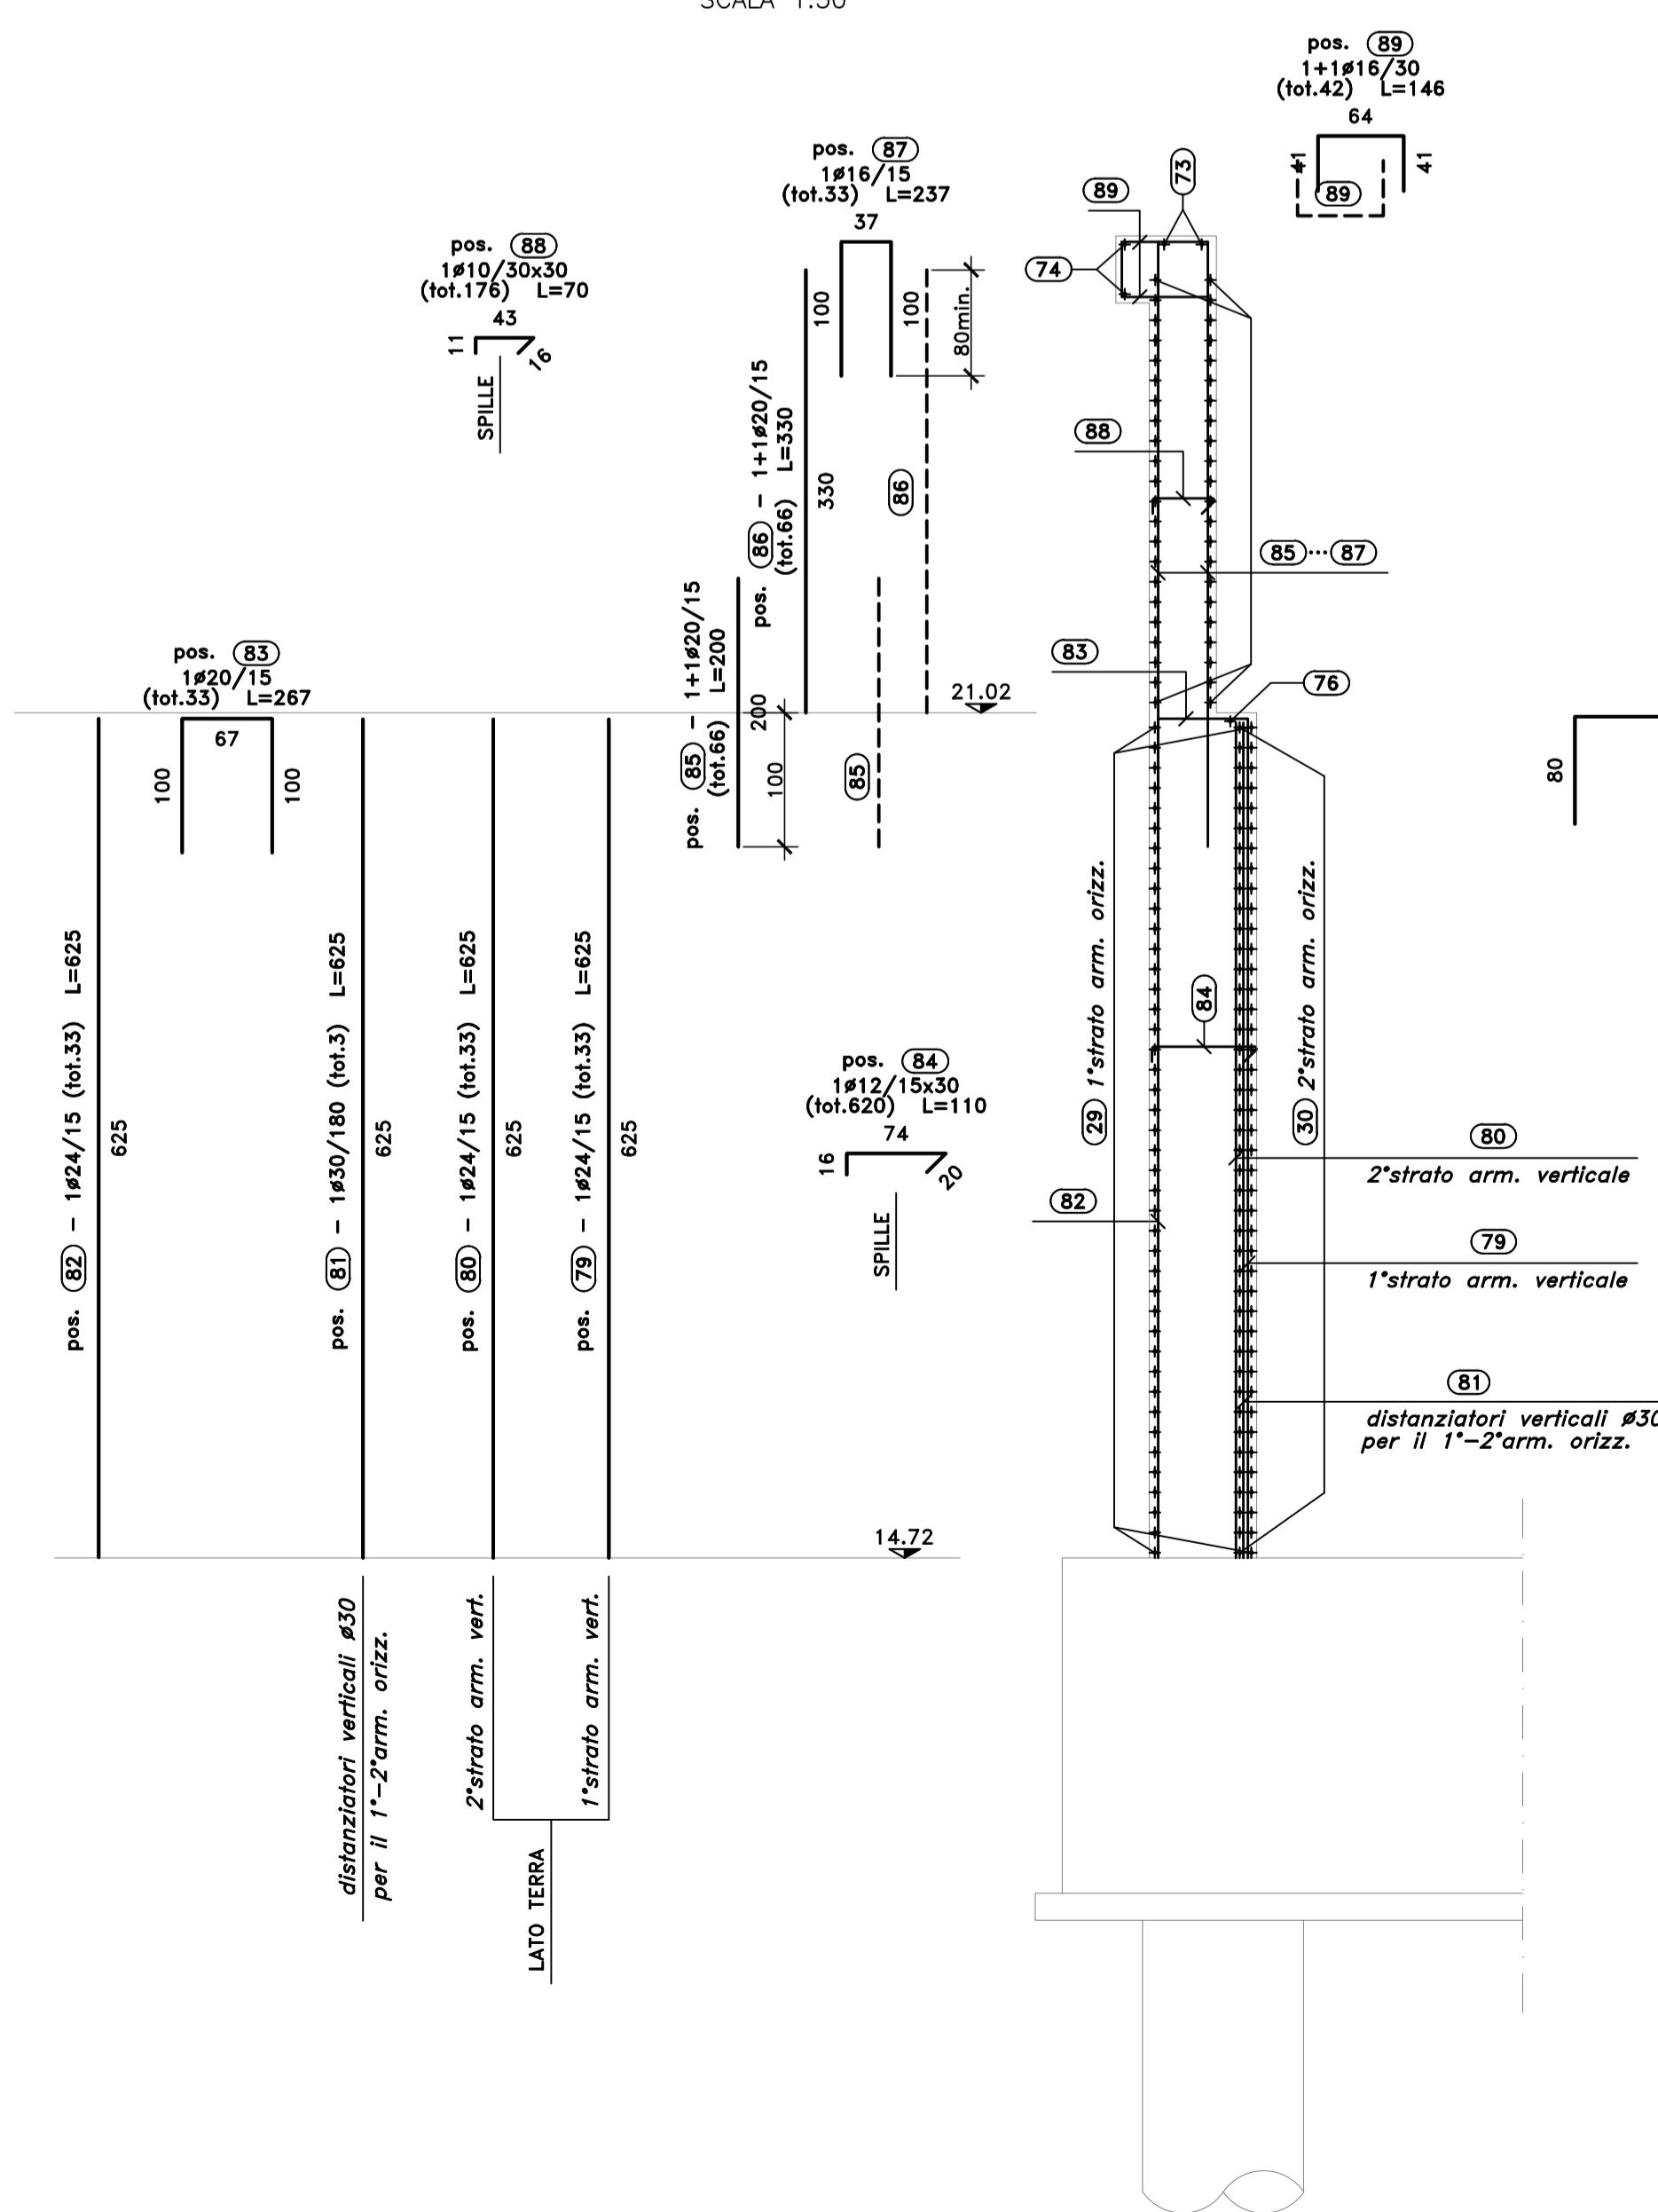 SCALA 1:50
pos. 89
1+1ø16/30
(tot.42) L=146
64
41
41
89
pos. 87
1ø16/15
(tot.33) L=237
37
100
100
80min.
89
73
74
pos. 88
1ø10/30x30
(tot.176) L=70
43
11
16
SPILLE
pos. 86 – 1+1ø20/15
(tot.66) L=330
330
86
88
85···87
pos. 85 – 1+1ø20/15
(tot.66) L=200
200
100
85
83
76
21.02
pos. 83
1ø20/15
(tot.33) L=267
67
100
100
80
pos. 82 – 1ø24/15 (tot.33) L=625
625
pos. 81 – 1ø30/180 (tot.3) L=625
625
pos. 80 – 1ø24/15 (tot.33) L=625
625
pos. 79 – 1ø24/15 (tot.33) L=625
625
pos. 84
1ø12/15x30
(tot.620) L=110
74
16
20
SPILLE
29 1°strato arm. orizz.
84
30 2°strato arm. orizz.
82
80
2°strato arm. verticale
79
1°strato arm. verticale
81
distanziatori verticali ø30
per il 1°–2°arm. orizz.
14.72
distanziatori verticali ø30
per il 1°–2°arm. orizz.
2°strato arm. vert.
1°strato arm. vert.
LATO TERRA